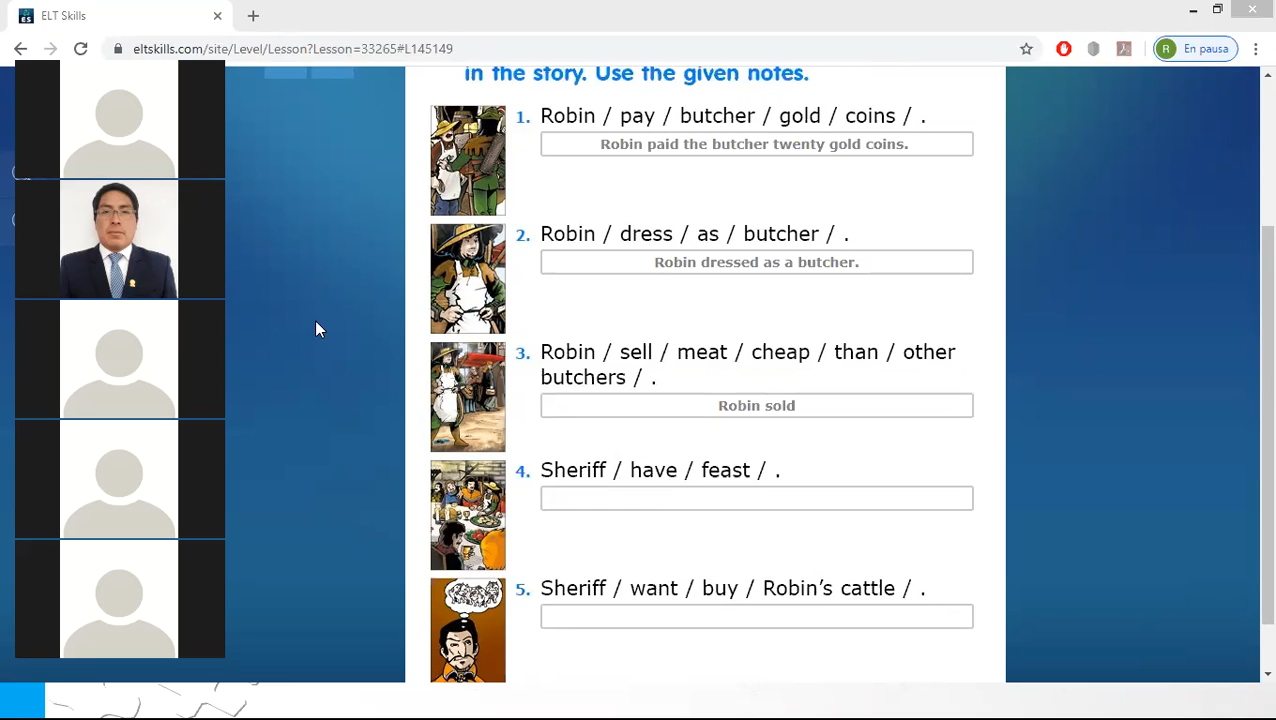 ELT Skills
eltskills.com/site/Level/Lesson?Lesson=33265#L145149
R En pausa
in the story. Use the given notes.
1. Robin / pay / butcher / gold / coins / .
Robin paid the butcher twenty gold coins.
2. Robin / dress / as / butcher / .
Robin dressed as a butcher.
3. Robin / sell / meat / cheap / than / other
butchers / .
Robin sold
4. Sheriff / have / feast / .
5. Sheriff / want / buy / Robin’s cattle / .